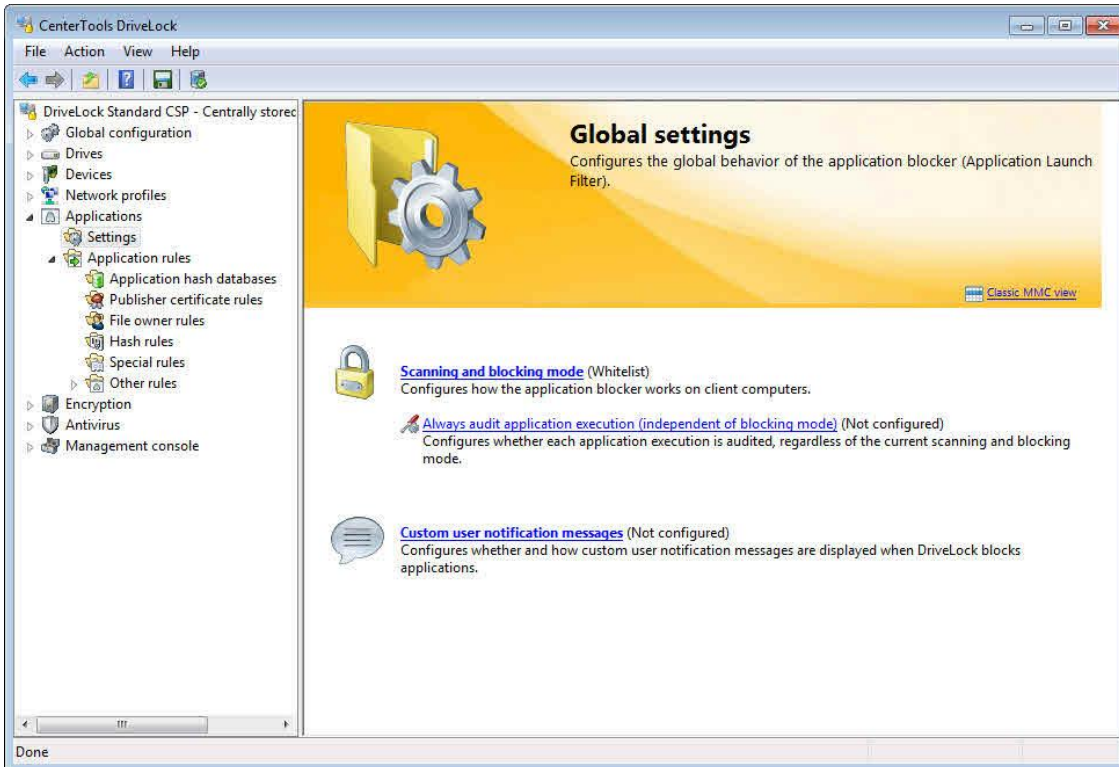 CenterTools DriveLock
File Action View Help
DriveLock Standard CSP - Centrally storec
Global configuration
Drives
Devices
Network profiles
Applications
Settings
Application rules
Application hash databases
Publisher certificate rules
File owner rules
Hash rules
Special rules
Other rules
Encryption
Antivirus
Management console
Global settings
Configures the global behavior of the application blocker (Application Launch
Filter).
Classic MMC view
Scanning and blocking mode (Whitelist)
Configures how the application blocker works on client computers.
Always audit application execution (independent of blocking mode) (Not configured)
Configures whether each application execution is audited, regardless of the current scanning and blocking
mode.
Custom user notification messages (Not configured)
Configures whether and how custom user notification messages are displayed when DriveLock blocks
applications.
Done